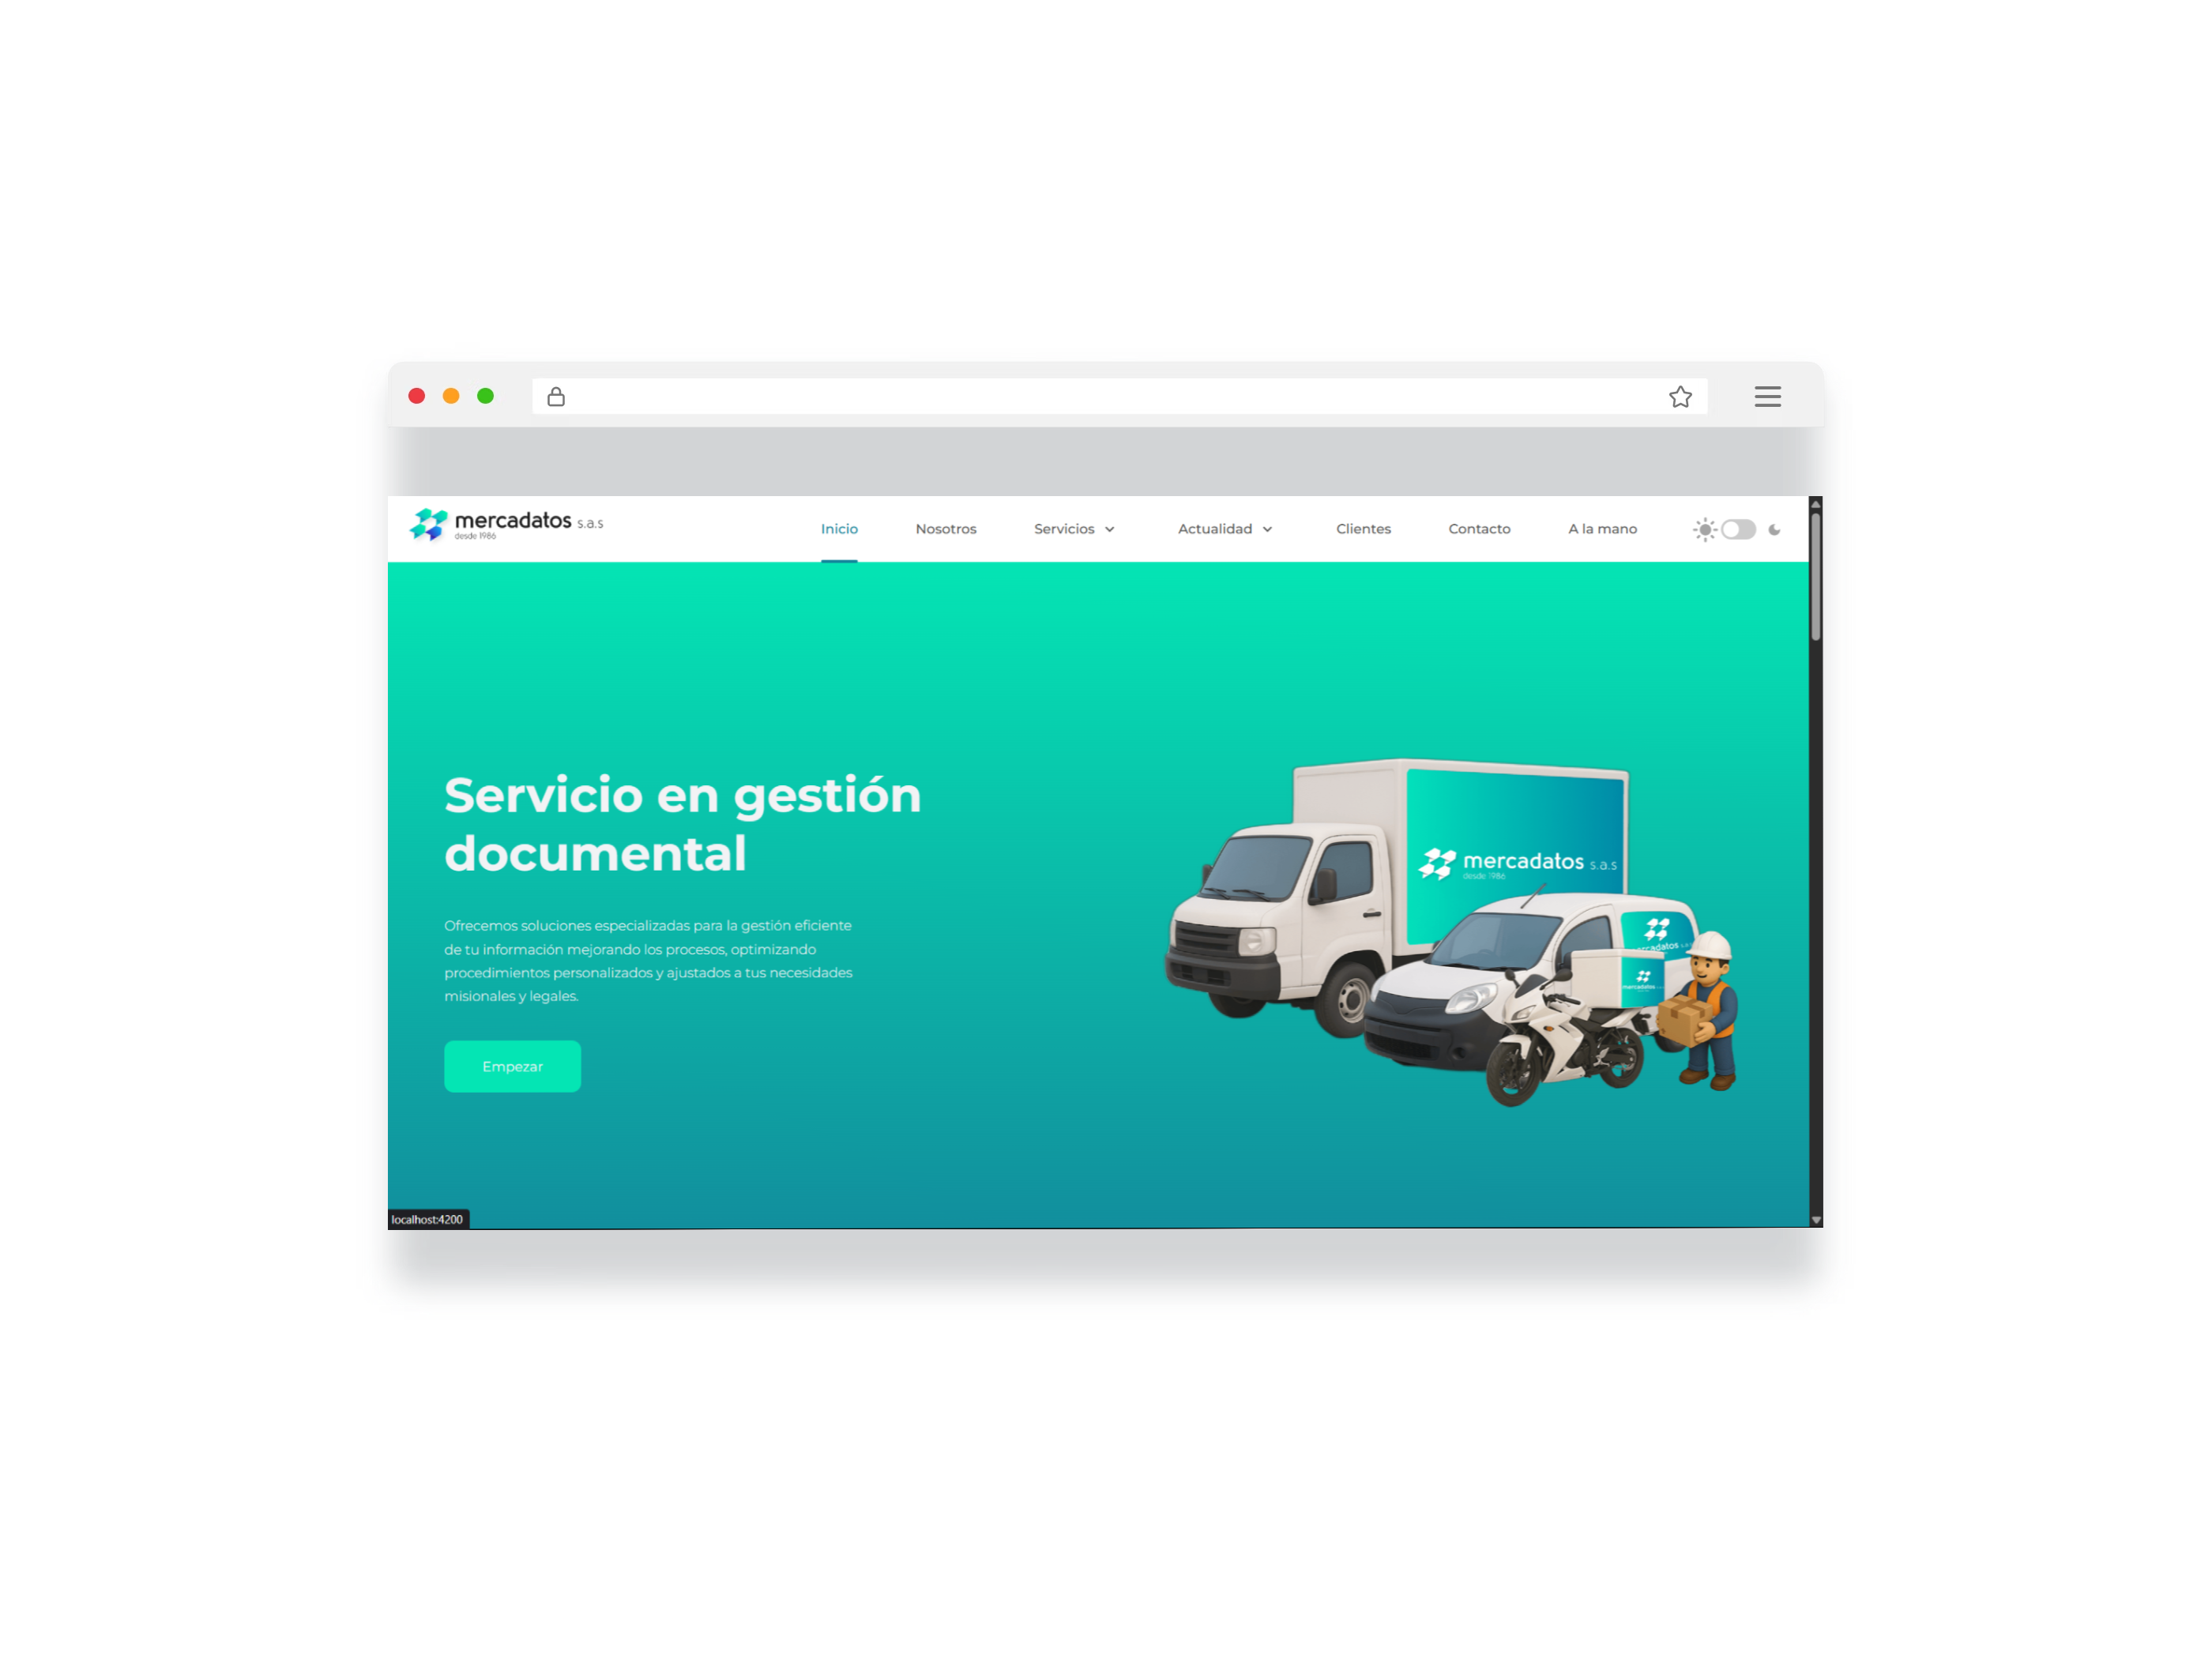 mercadatos s.a.s
desde 1986
Inicio
Nosotros
Servicios
Actualidad
Clientes
Contacto
A la mano
Servicio en gestión
documental
Ofrecemos soluciones especializadas para la gestión eficiente
de tu información mejorando los procesos, optimizando
procedimientos personalizados y ajustados a tus necesidades
misionales y legales.
Empezar
mercadatos s.a.s
desde 1986
mercadatos
localhost:4200